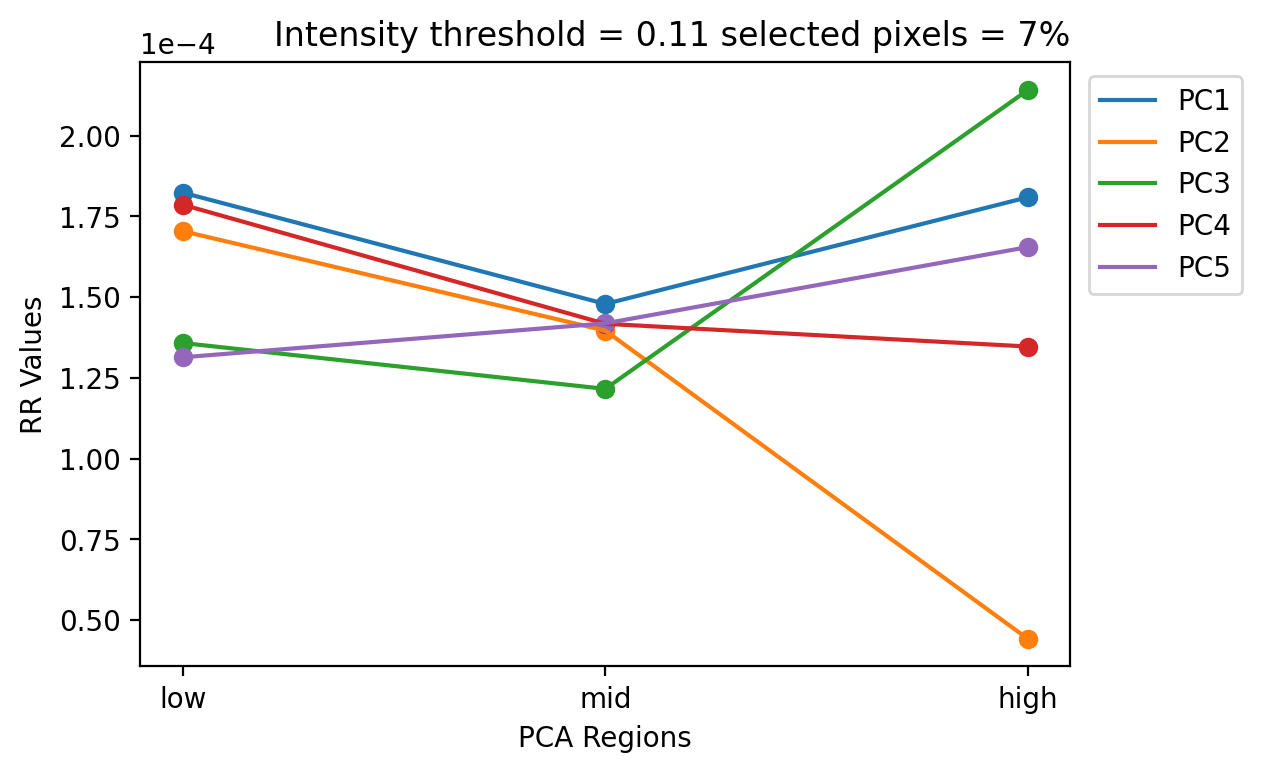 1e−4
Intensity threshold = 0.11 selected pixels = 7%
RR Values
2.00
1.75
1.50
1.25
1.00
0.75
0.50
low
mid
high
PCA Regions
PC1
PC2
PC3
PC4
PC5